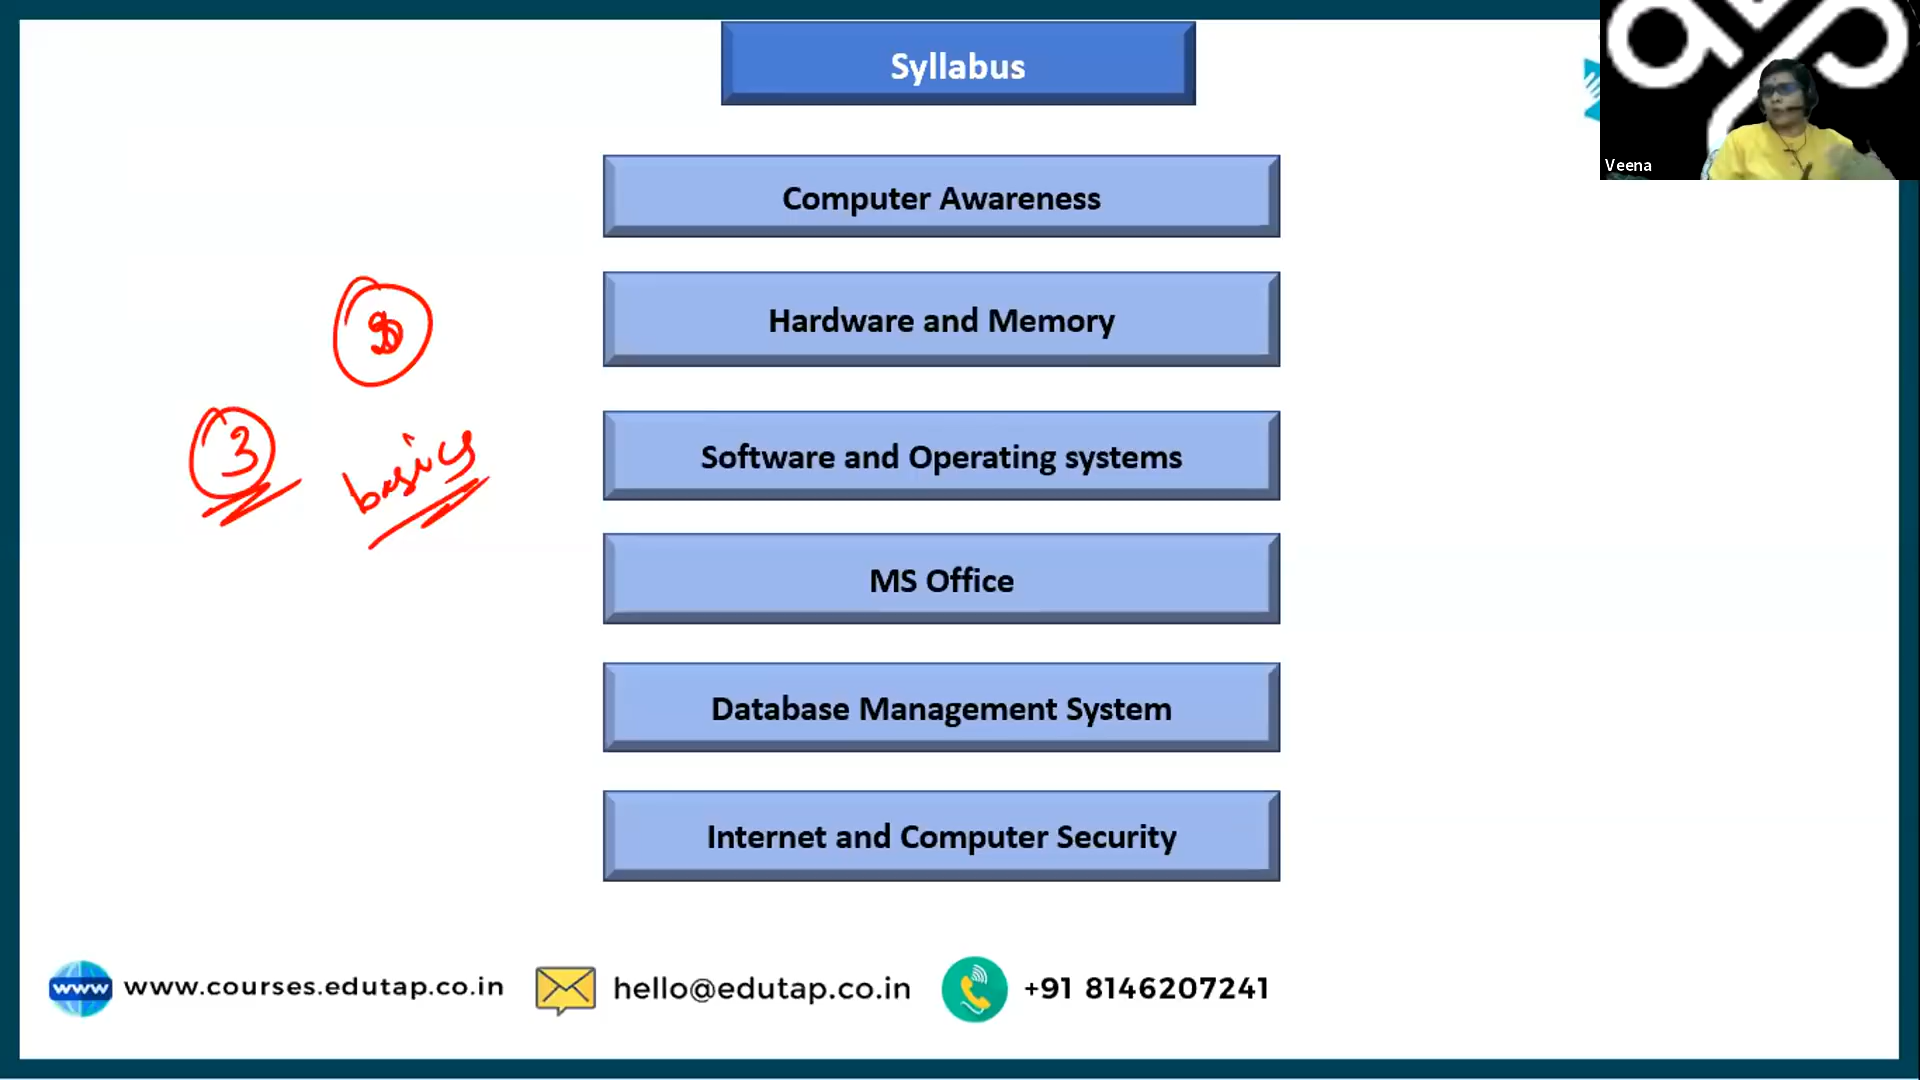 Syllabus
Veena
Computer Awareness
Hardware and Memory
3
basics
Software and Operating systems
MS Office
Database Management System
Internet and Computer Security
www
www.courses.edutap.co.in
hello@edutap.co.in
+91 8146207241